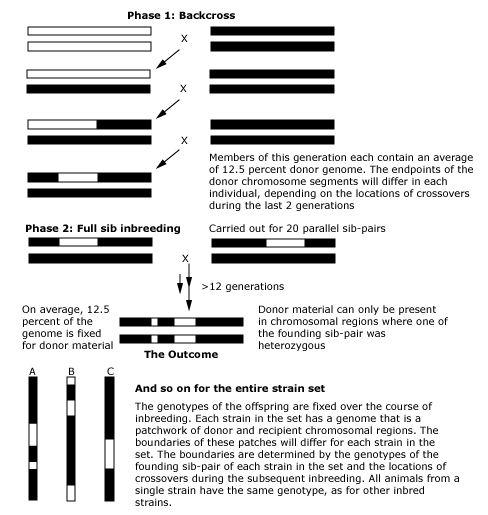 Phase 1: Backcross
X
X
X
Members of this generation each contain an average
of 12.5 percent donor genome. The endpoints of the
donor chromosome segments will differ in each
individual, depending on the locations of crossovers
during the last 2 generations
Phase 2: Full sib inbreeding
Carried out for 20 parallel sib-pairs
X
>12 generations
On average, 12.5
percent of the
genome is fixed
for donor material
Donor material can only be present
in chromosomal regions where one of
the founding sib-pair was
heterozygous
The Outcome
A B C
And so on for the entire strain set
The genotypes of the offspring are fixed over the course of
inbreeding. Each strain in the set has a genome that is a
patchwork of donor and recipient chromosomal regions. The
boundaries of these patches will differ for each strain in the
set. The boundaries are determined by the genotypes of the
founding sib-pair of each strain in the set and the locations of
crossovers during the subsequent inbreeding. All animals from a
single strain have the same genotype, as for other inbred
strains.